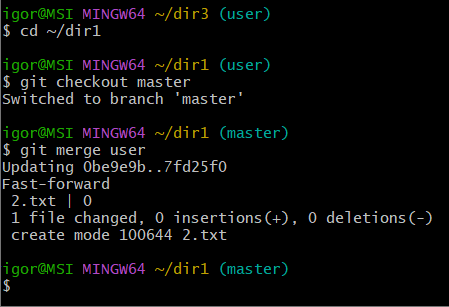 igor@MSI MINGW64 ~/dir3 (user)
$ cd ~/dir1
igor@MSI MINGW64 ~/dir1 (user)
$ git checkout master
Switched to branch 'master'
igor@MSI MINGW64 ~/dir1 (master)
$ git merge user
Updating 0be9e9b..7fd25f0
Fast-forward
 2.txt | 0
 1 file changed, 0 insertions(+), 0 deletions(-)
 create mode 100644 2.txt
igor@MSI MINGW64 ~/dir1 (master)
$